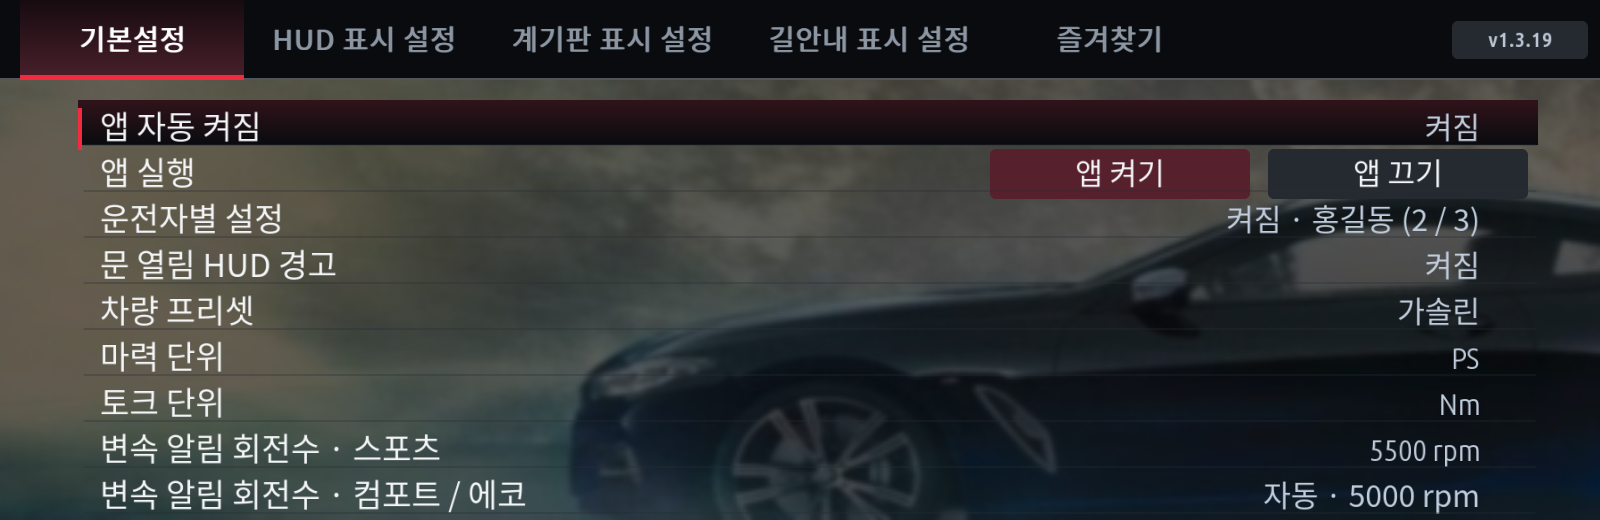 기본설정 HUD 표시 설정 계기판 표시 설정 길안내 표시 설정 즐겨찾기 v1.3.19
앱 자동 켜짐 켜짐
앱 실행 앱 켜기 앱 끄기
운전자별 설정 켜짐 · 홍길동 (2 / 3)
문 열림 HUD 경고 켜짐
차량 프리셋 가솔린
마력 단위 PS
토크 단위 Nm
변속 알림 회전수 · 스포츠 5500 rpm
변속 알림 회전수 · 컴포트 / 에코 자동 · 5000 rpm